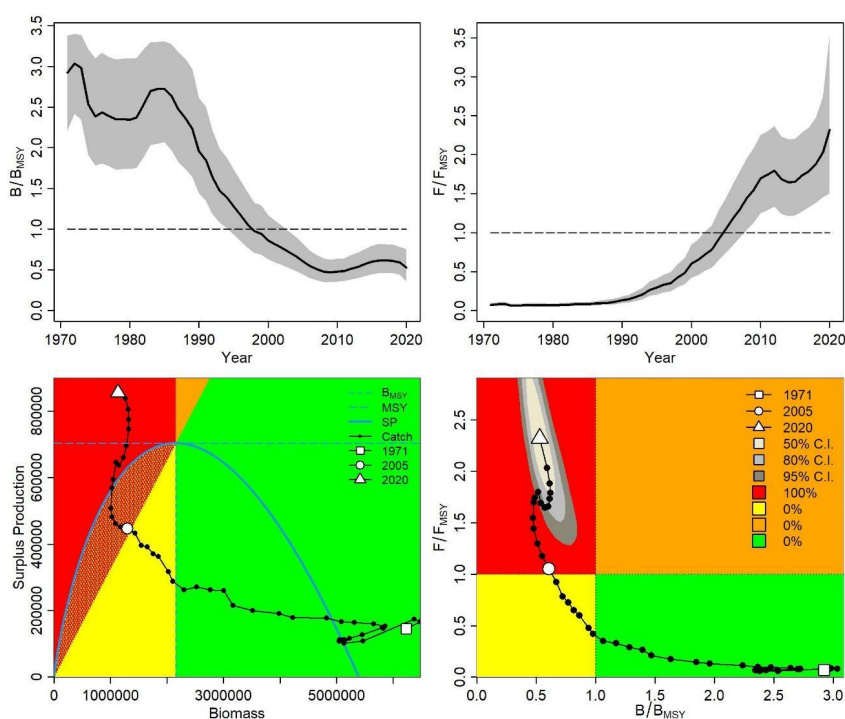 B/BMSY
0.0 0.5 1.0 1.5 2.0 2.5 3.0 3.5
1970 1980 1990 2000 2010 2020
Year
F/FMSY
0.0 0.5 1.0 1.5 2.0 2.5 3.0 3.5
1970 1980 1990 2000 2010 2020
Year
Surplus Production
0 200000 400000 600000 800000
0 1000000 3000000 5000000
Biomass
BMSY
MSY
SP
Catch
1971
2005
2020
F/FMSY
0.0 0.5 1.0 1.5 2.0 2.5
0.0 0.5 1.0 1.5 2.0 2.5 3.0
B/BMSY
1971
2005
2020
50% C.I.
80% C.I.
95% C.I.
100%
0%
0%
0%